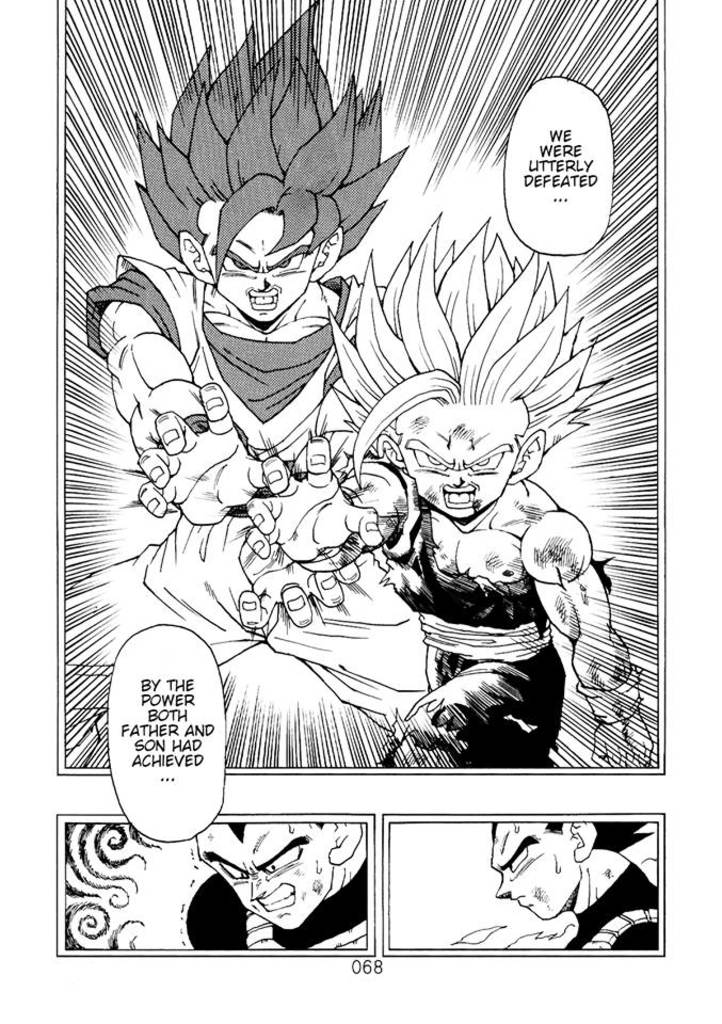 WE
WERE
UTTERLY
DEFEATED
...
BY THE
POWER
BOTH
FATHER AND
SON HAD
ACHIEVED
...
068